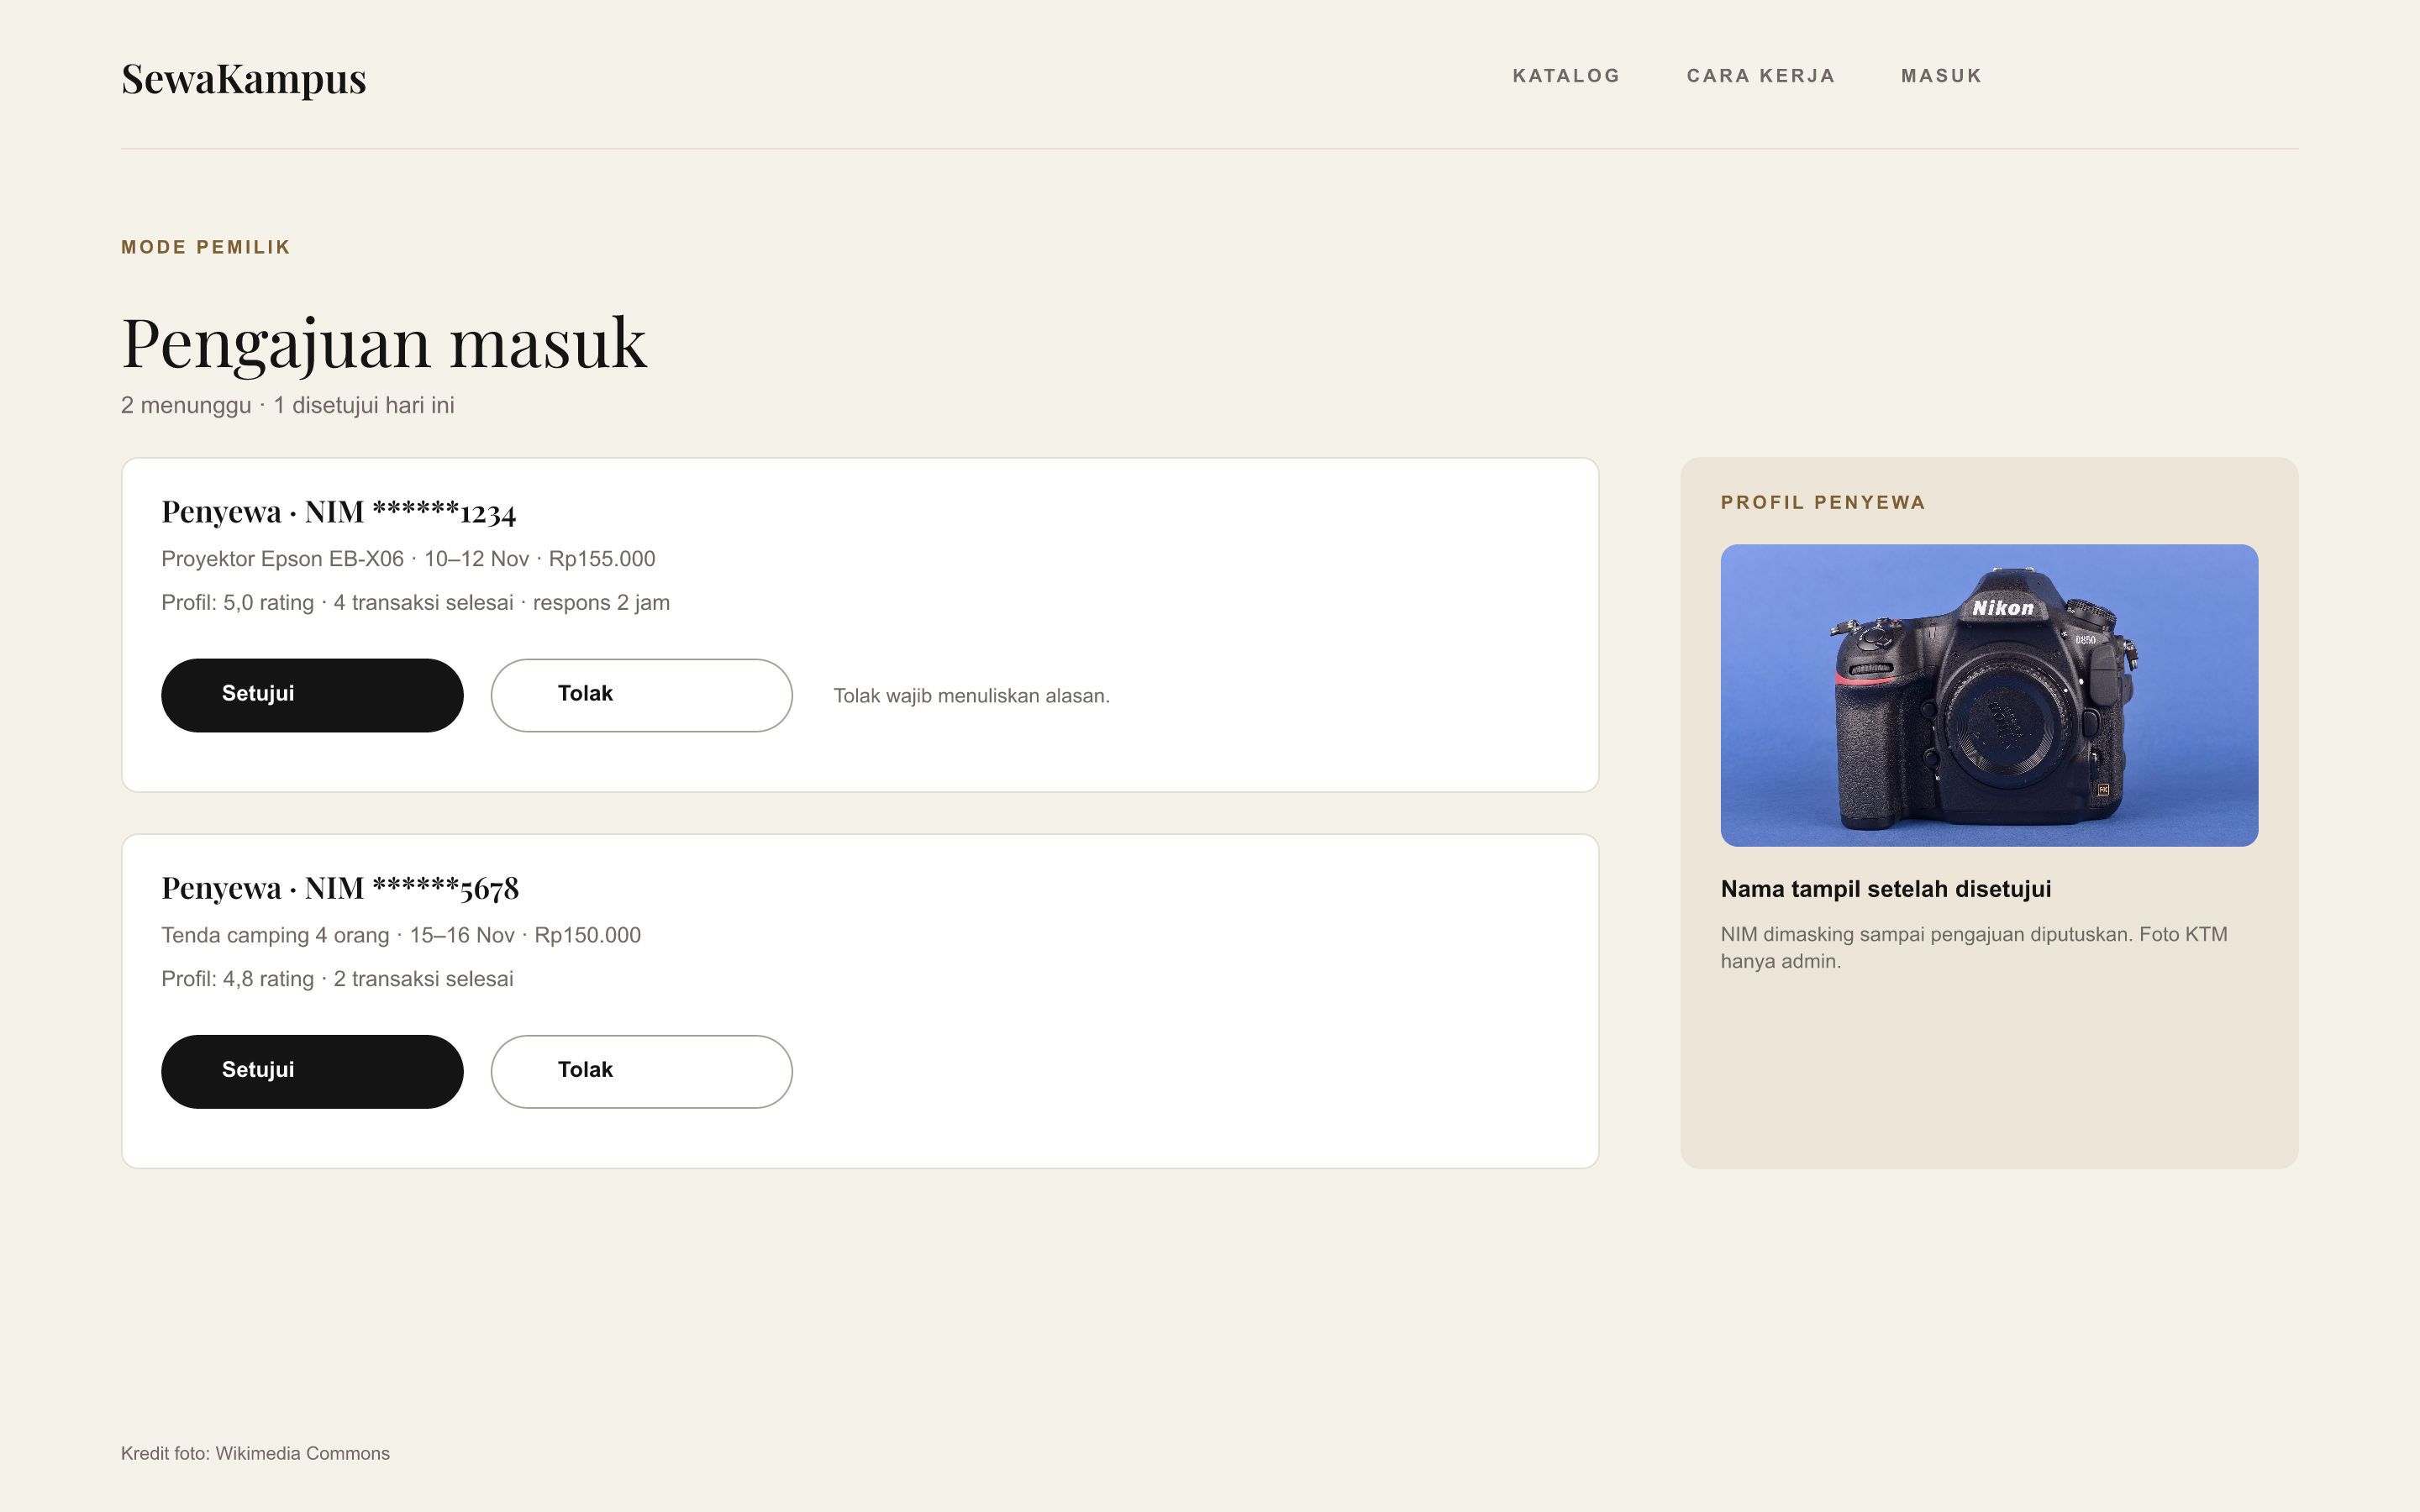 SewaKampus
KATALOG
CARA KERJA
MASUK
MODE PEMILIK
Pengajuan masuk
2 menunggu · 1 disetujui hari ini
Penyewa · NIM ******1234
Proyektor Epson EB-X06 · 10–12 Nov · Rp155.000
Profil: 5,0 rating · 4 transaksi selesai · respons 2 jam
Setujui
Tolak
Tolak wajib menuliskan alasan.
Penyewa · NIM ******5678
Tenda camping 4 orang · 15–16 Nov · Rp150.000
Profil: 4,8 rating · 2 transaksi selesai
Setujui
Tolak
PROFIL PENYEWA
Nikon
D850
Nama tampil setelah disetujui
NIM dimasking sampai pengajuan diputuskan. Foto KTM
hanya admin.
Kredit foto: Wikimedia Commons